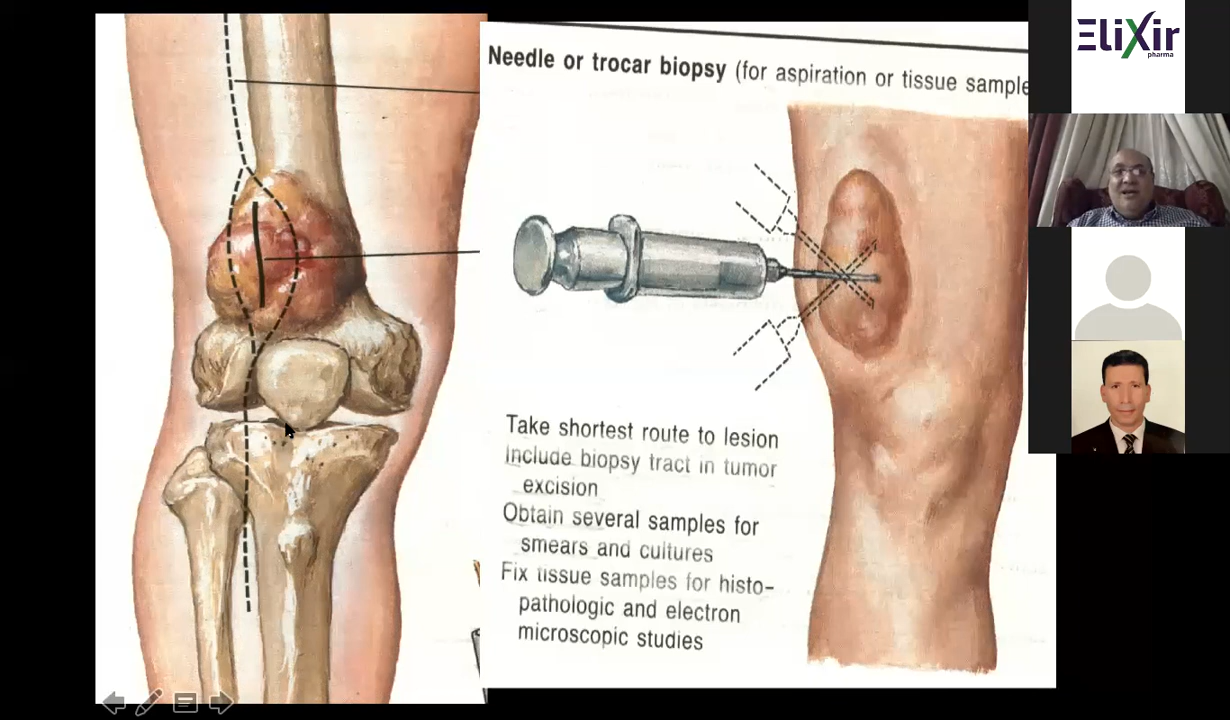 Needle or trocar biopsy (for aspiration or tissue sample
Take shortest route to lesion
Include biopsy tract in tumor
excision
Obtain several samples for
smears and cultures
Fix tissue samples for histo-
pathologic and electron
microscopic studies
EliXir
pharma